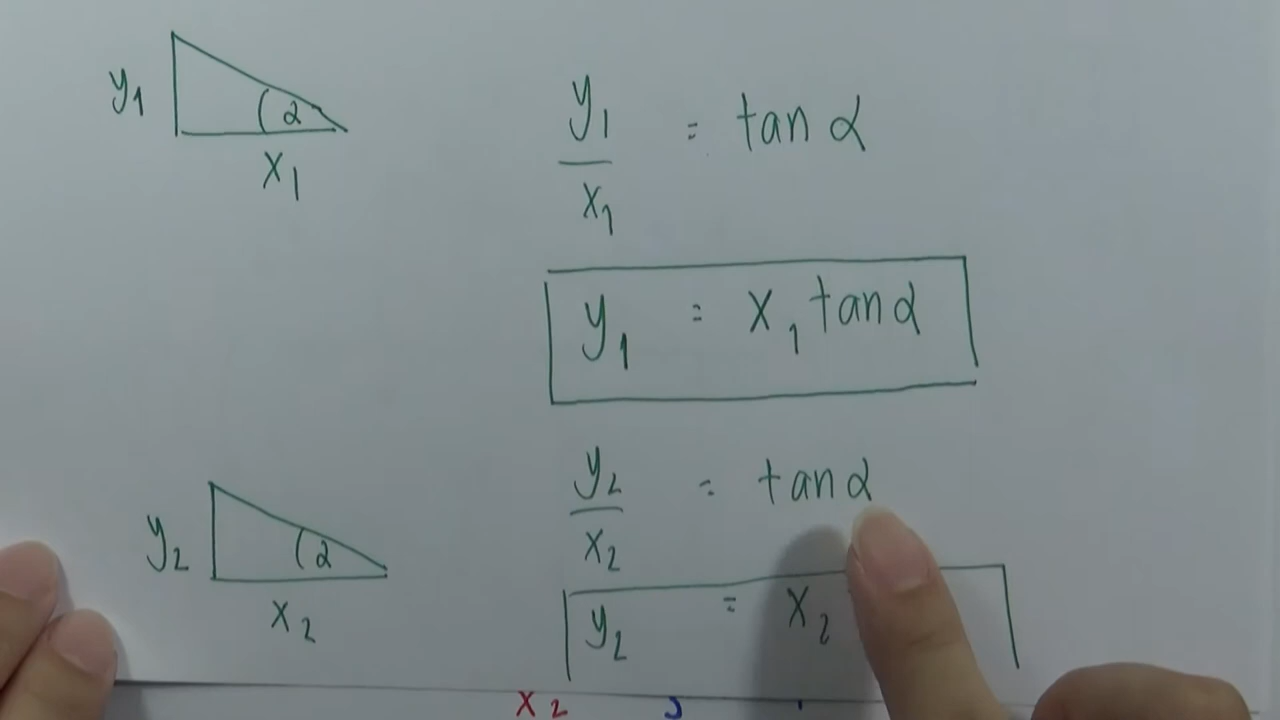 y₁
α
x₁
y₁/x₁ = tan α
y₁ = x₁ tan α
y₂/x₂ = tan α
y₂
α
x₂
y₂ = x₂
x₂